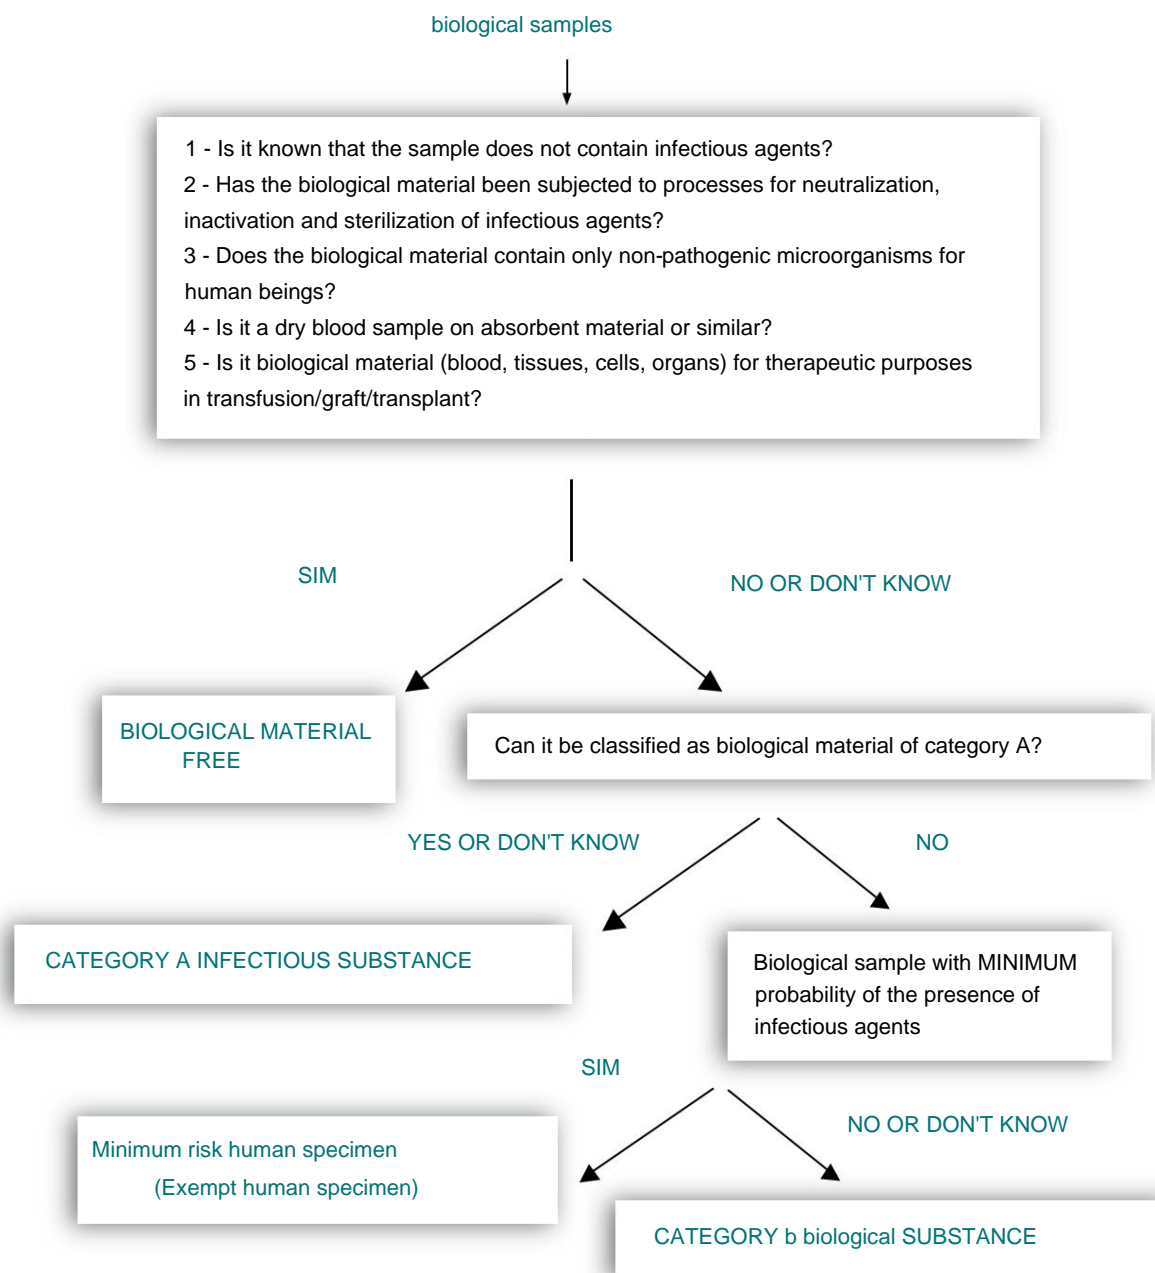 biological samples
1 - Is it known that the sample does not contain infectious agents?
2 - Has the biological material been subjected to processes for neutralization,
inactivation and sterilization of infectious agents?
3 - Does the biological material contain only non-pathogenic microorganisms for
human beings?
4 - Is it a dry blood sample on absorbent material or similar?
5 - Is it biological material (blood, tissues, cells, organs) for therapeutic purposes
in transfusion/graft/transplant?
SIM
NO OR DON'T KNOW
BIOLOGICAL MATERIAL
FREE
Can it be classified as biological material of category A?
YES OR DON'T KNOW
NO
CATEGORY A INFECTIOUS SUBSTANCE
Biological sample with MINIMUM
probability of the presence of
infectious agents
SIM
NO OR DON'T KNOW
Minimum risk human specimen
(Exempt human specimen)
CATEGORY b biological SUBSTANCE